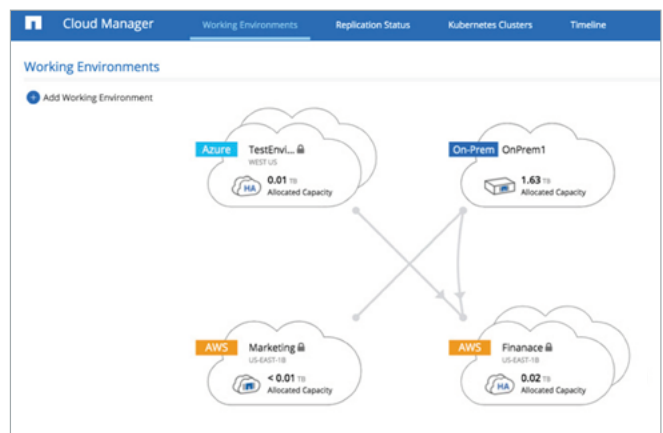 Cloud Manager
Working Environments
Replication Status
Kubernetes Clusters
Timeline
Working Environments
Add Working Environment
Azure
TestEnvi...
WEST US
HA
0.01 TB
Allocated Capacity
On-Prem
OnPrem1
1.63 TB
Allocated Capacity
AWS
Marketing
US-EAST-1B
< 0.01 TB
Allocated Capacity
AWS
Finanace
US-EAST-1B
HA
0.02 TB
Allocated Capacity